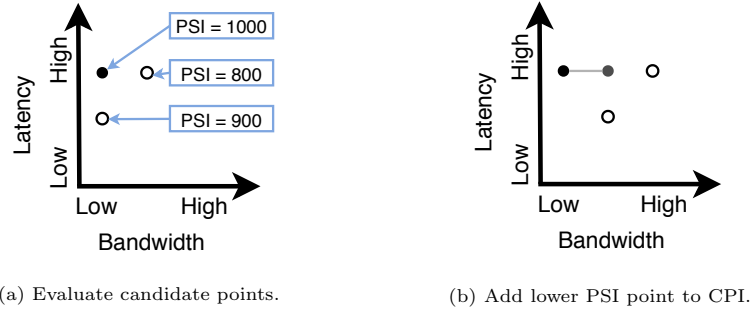 PSI = 1000
PSI = 800
PSI = 900
High
Latency
Low
Low
High
Bandwidth
High
Latency
Low
Low
High
Bandwidth
(a) Evaluate candidate points.
(b) Add lower PSI point to CPI.